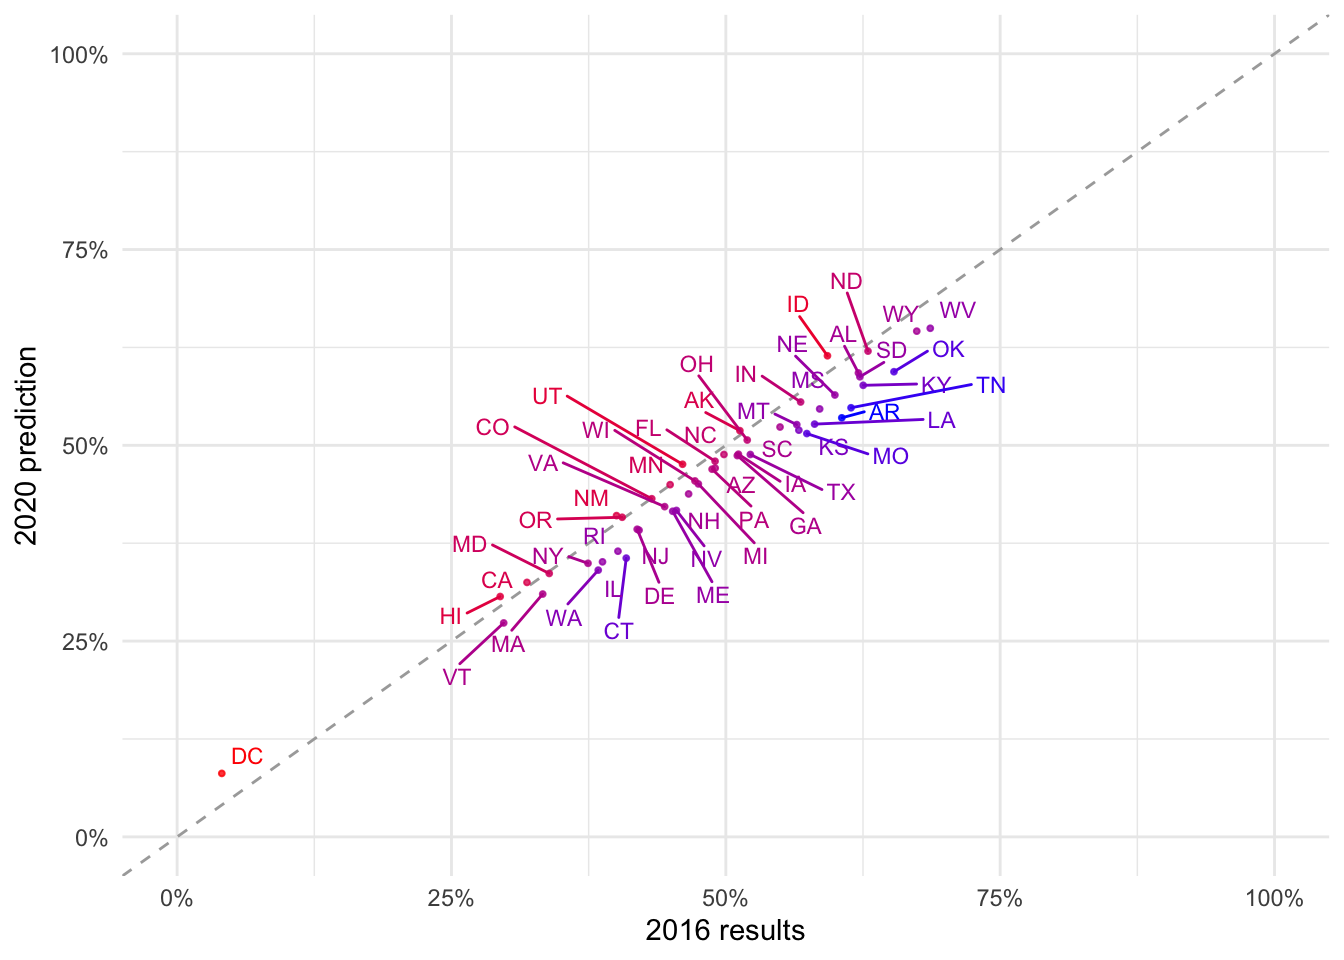 100%
75%
50%
25%
0%
2020 prediction
ND
ID
WY
WV
AL
NE
SD
OK
OH
IN
MS
KY
TN
UT
AK
MT
AR
CO
WI
FL
NC
LA
VA
MN
SC
KS
MO
NM
AZ
IA
TX
OR
NH
PA
GA
MD
RI
NY
NJ
NV
MI
CA
IL
DE
ME
HI
WA
CT
MA
VT
DC
0%
25%
50%
75%
100%
2016 results